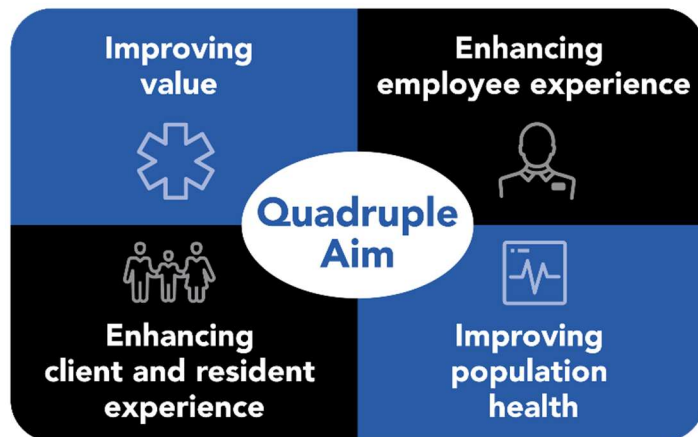 Improving
value
Enhancing
employee experience
Quadruple
Aim
Enhancing
client and resident
experience
Improving
population
health